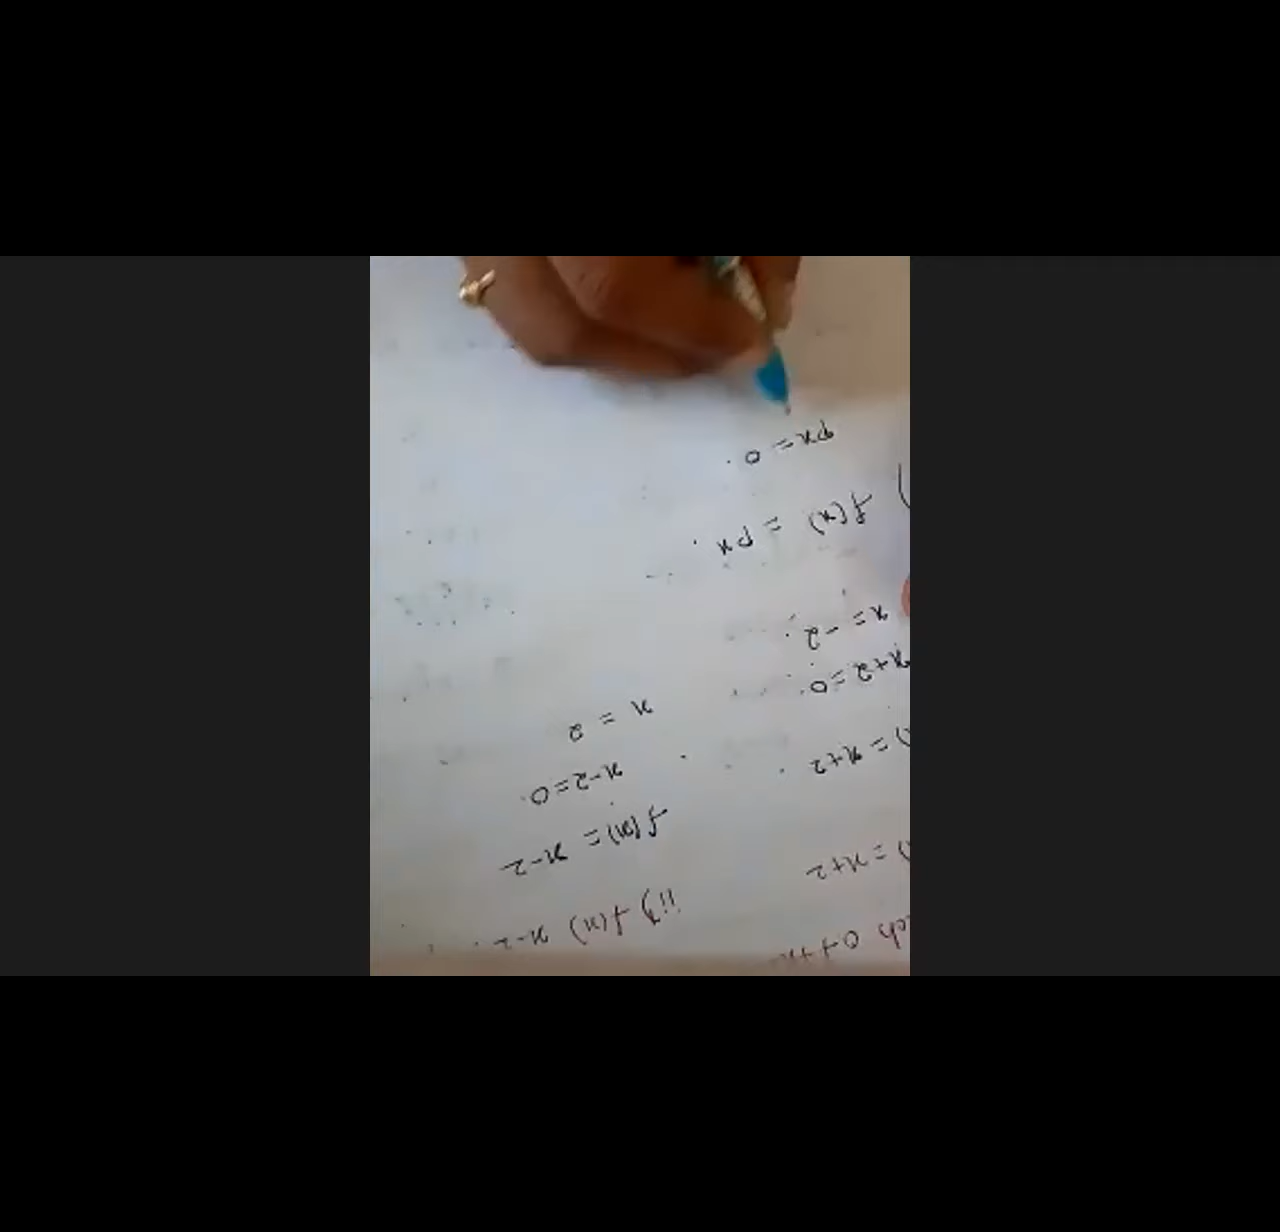 ii) f(x) x-2
) = x+2
f(x) = x-2
) = x+2
x-2=0
x+2=0
x = 2
x = -2
) f(x) = px
px = 0